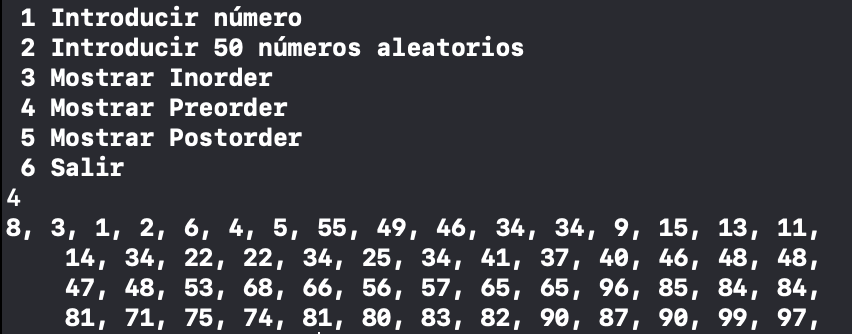 1 Introducir número
2 Introducir 50 números aleatorios
3 Mostrar Inorder
4 Mostrar Preorder
5 Mostrar Postorder
6 Salir
4
8, 3, 1, 2, 6, 4, 5, 55, 49, 46, 34, 34, 9, 15, 13, 11,
14, 34, 22, 22, 34, 25, 34, 41, 37, 40, 46, 48, 48,
47, 48, 53, 68, 66, 56, 57, 65, 65, 96, 85, 84, 84,
81, 71, 75, 74, 81, 80, 83, 82, 90, 87, 90, 99, 97,